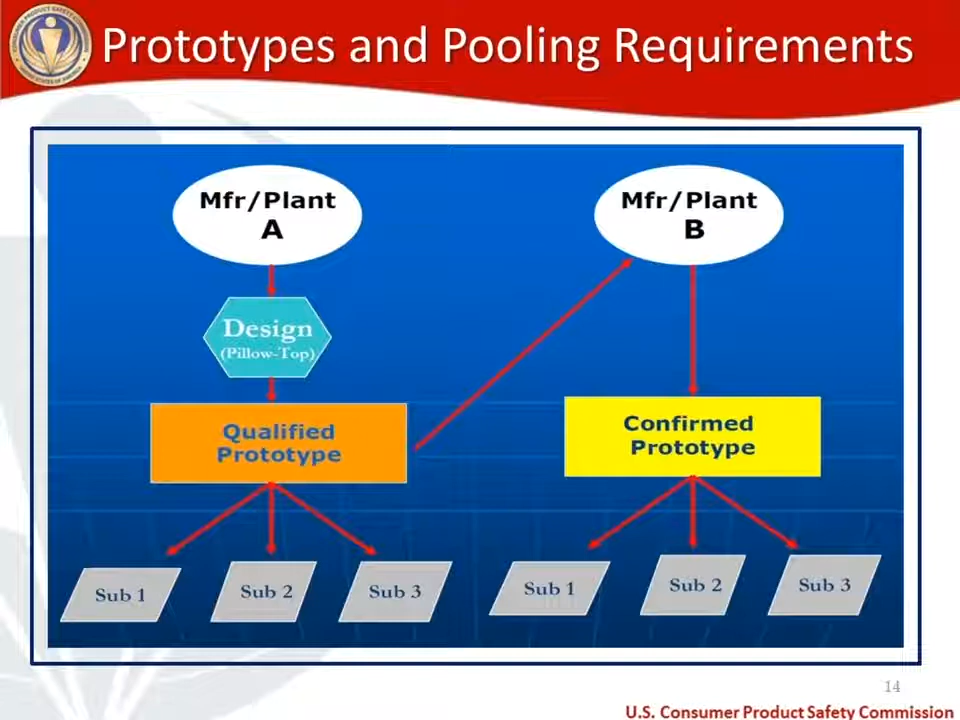 Prototypes and Pooling Requirements
Mfr/Plant
A
Mfr/Plant
B
Design
(Pillow-Top)
Qualified
Prototype
Confirmed
Prototype
Sub 1
Sub 2
Sub 3
Sub 1
Sub 2
Sub 3
14
U.S. Consumer Product Safety Commission